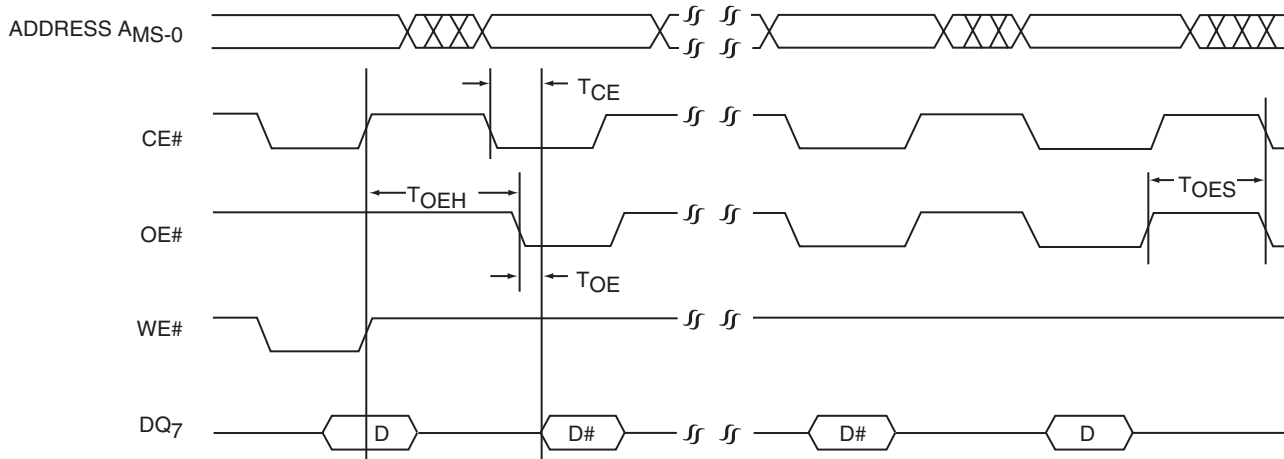 ADDRESS AMS-0
TCE
CE#
TOEH
TOES
OE#
TOE
WE#
DQ7
D
D#
D#
D